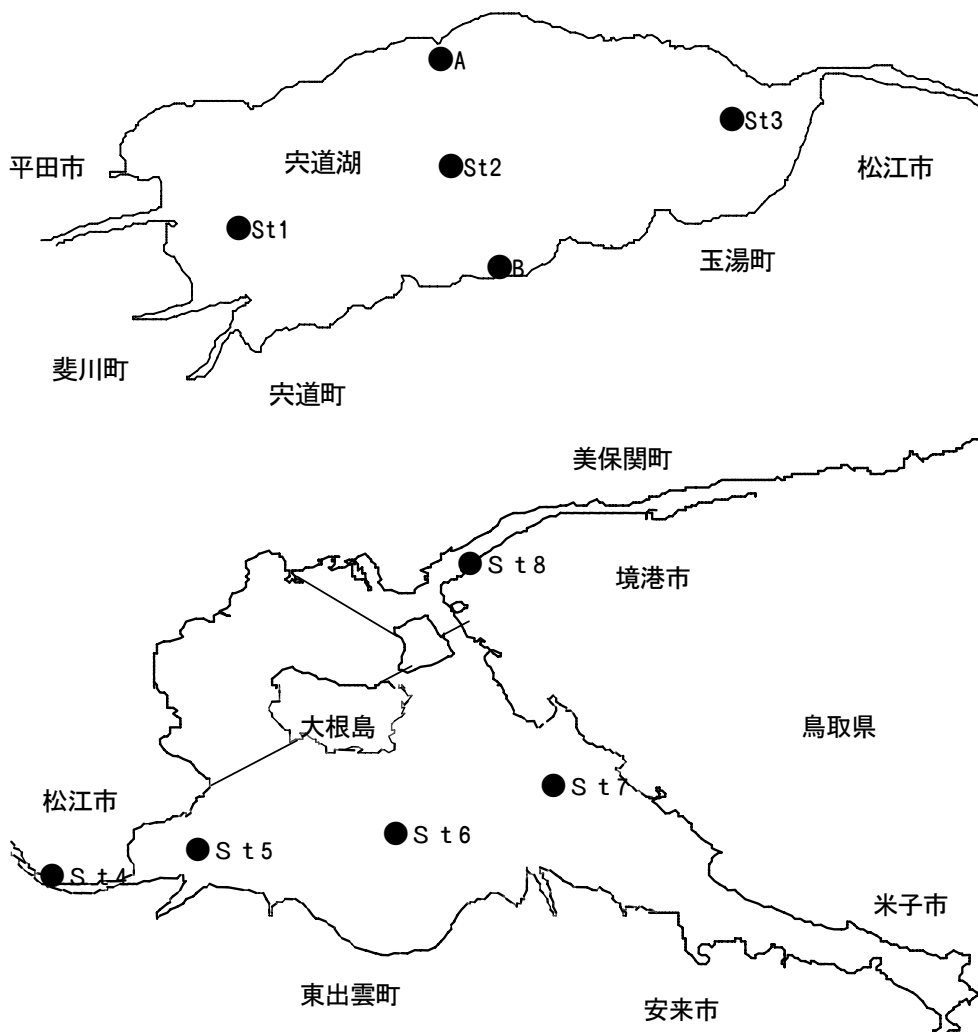 A
St3
平田市
宍道湖
St2
松江市
St1
玉湯町
B
斐川町
宍道町
美保関町
Ｓｔ８
境港市
大根島
鳥取県
松江市
Ｓｔ７
Ｓｔ６
Ｓｔ５
Ｓｔ４
米子市
東出雲町
安来市